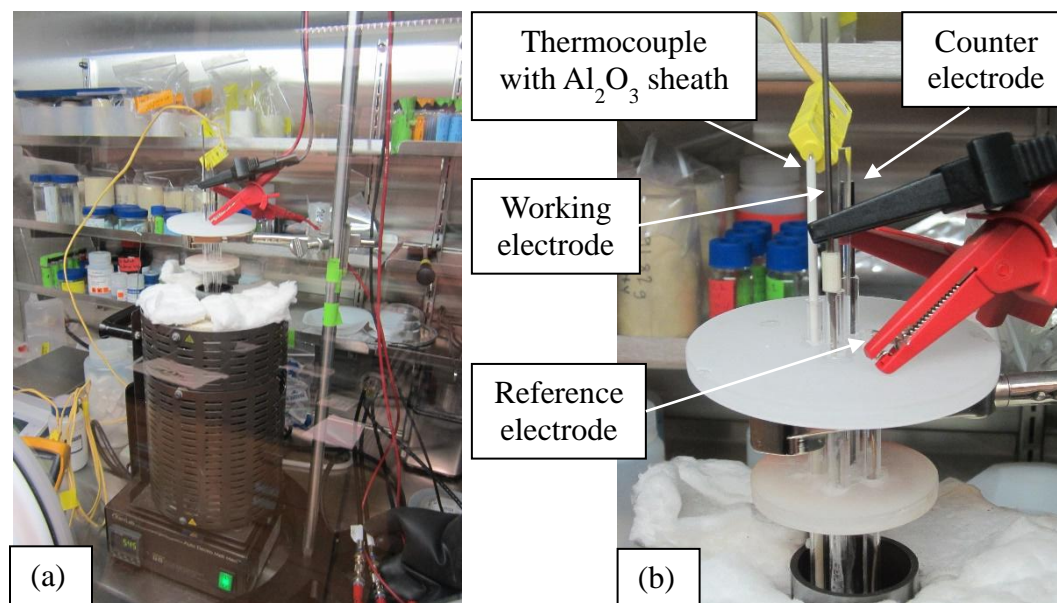 Thermocouple
with Al₂O₃ sheath
Counter
electrode
Working
electrode
Reference
electrode
(a)
(b)